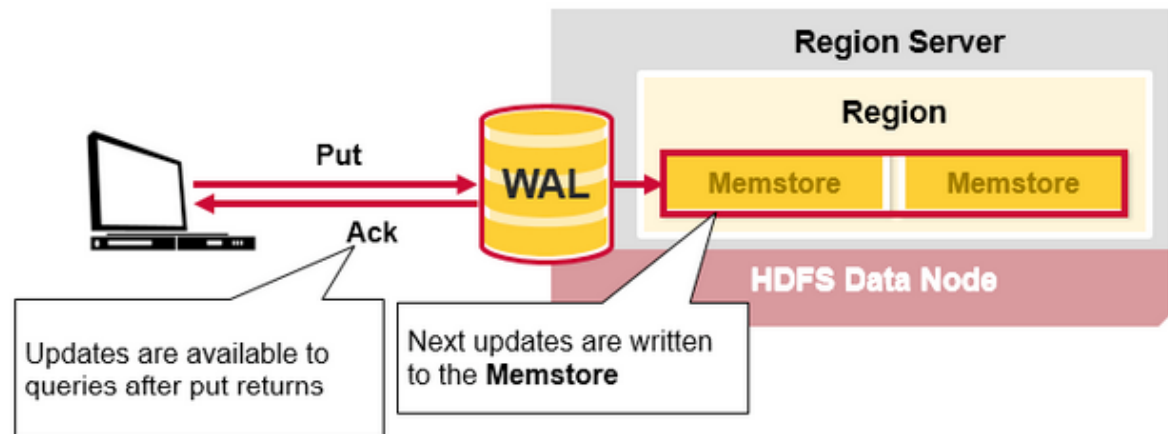 Region Server
Region
Put
WAL
Memstore Memstore
Ack
HDFS Data Node
Updates are available to
queries after put returns
Next updates are written
to the Memstore